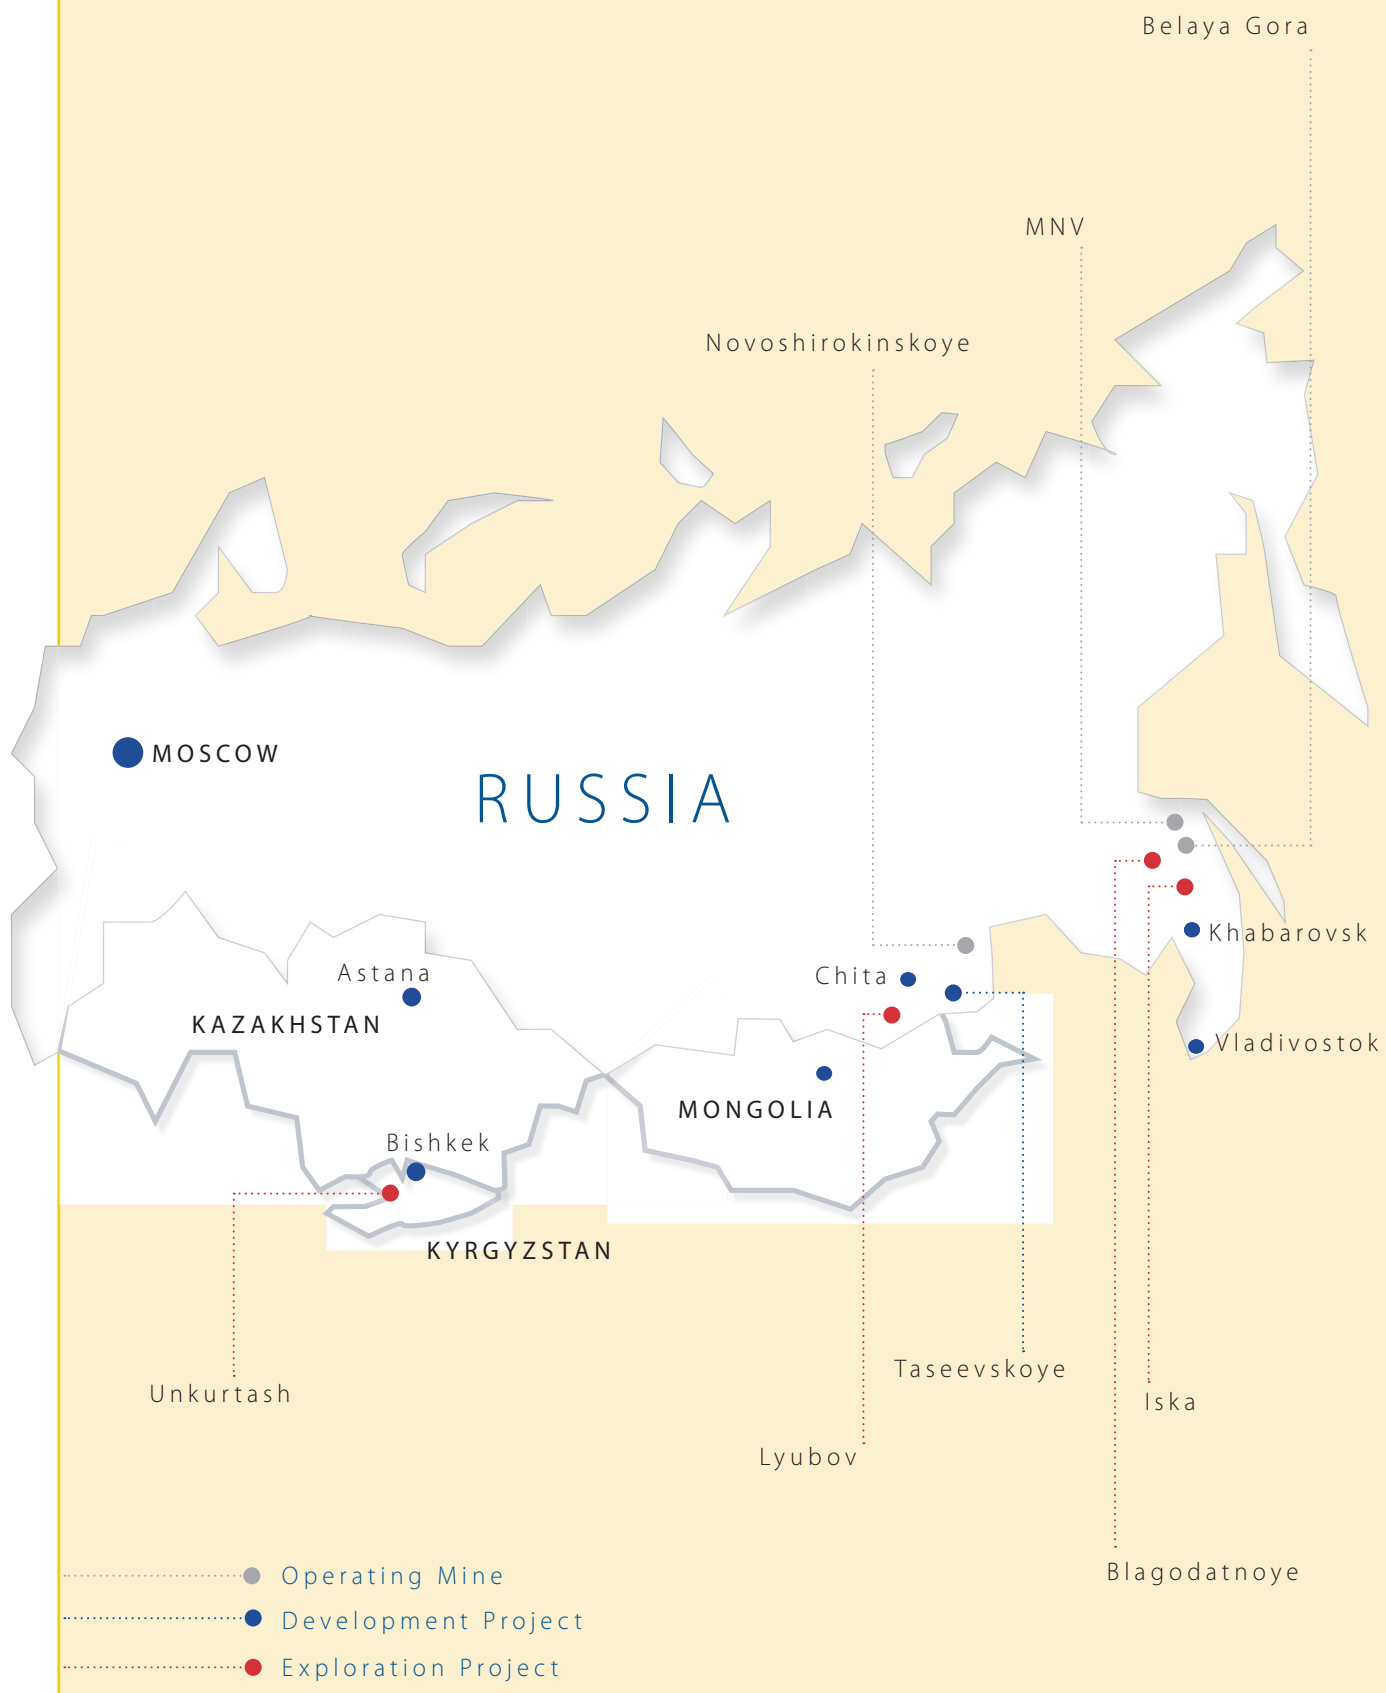 Belaya Gora
MNV
Novoshirokinskoye
MOSCOW
RUSSIA
Khabarovsk
Astana
Chita
KAZAKHSTAN
Vladivostok
MONGOLIA
Bishkek
KYRGYZSTAN
Taseevskoye
Unkurtash
Iska
Lyubov
Blagodatnoye
Operating Mine
Development Project
Exploration Project